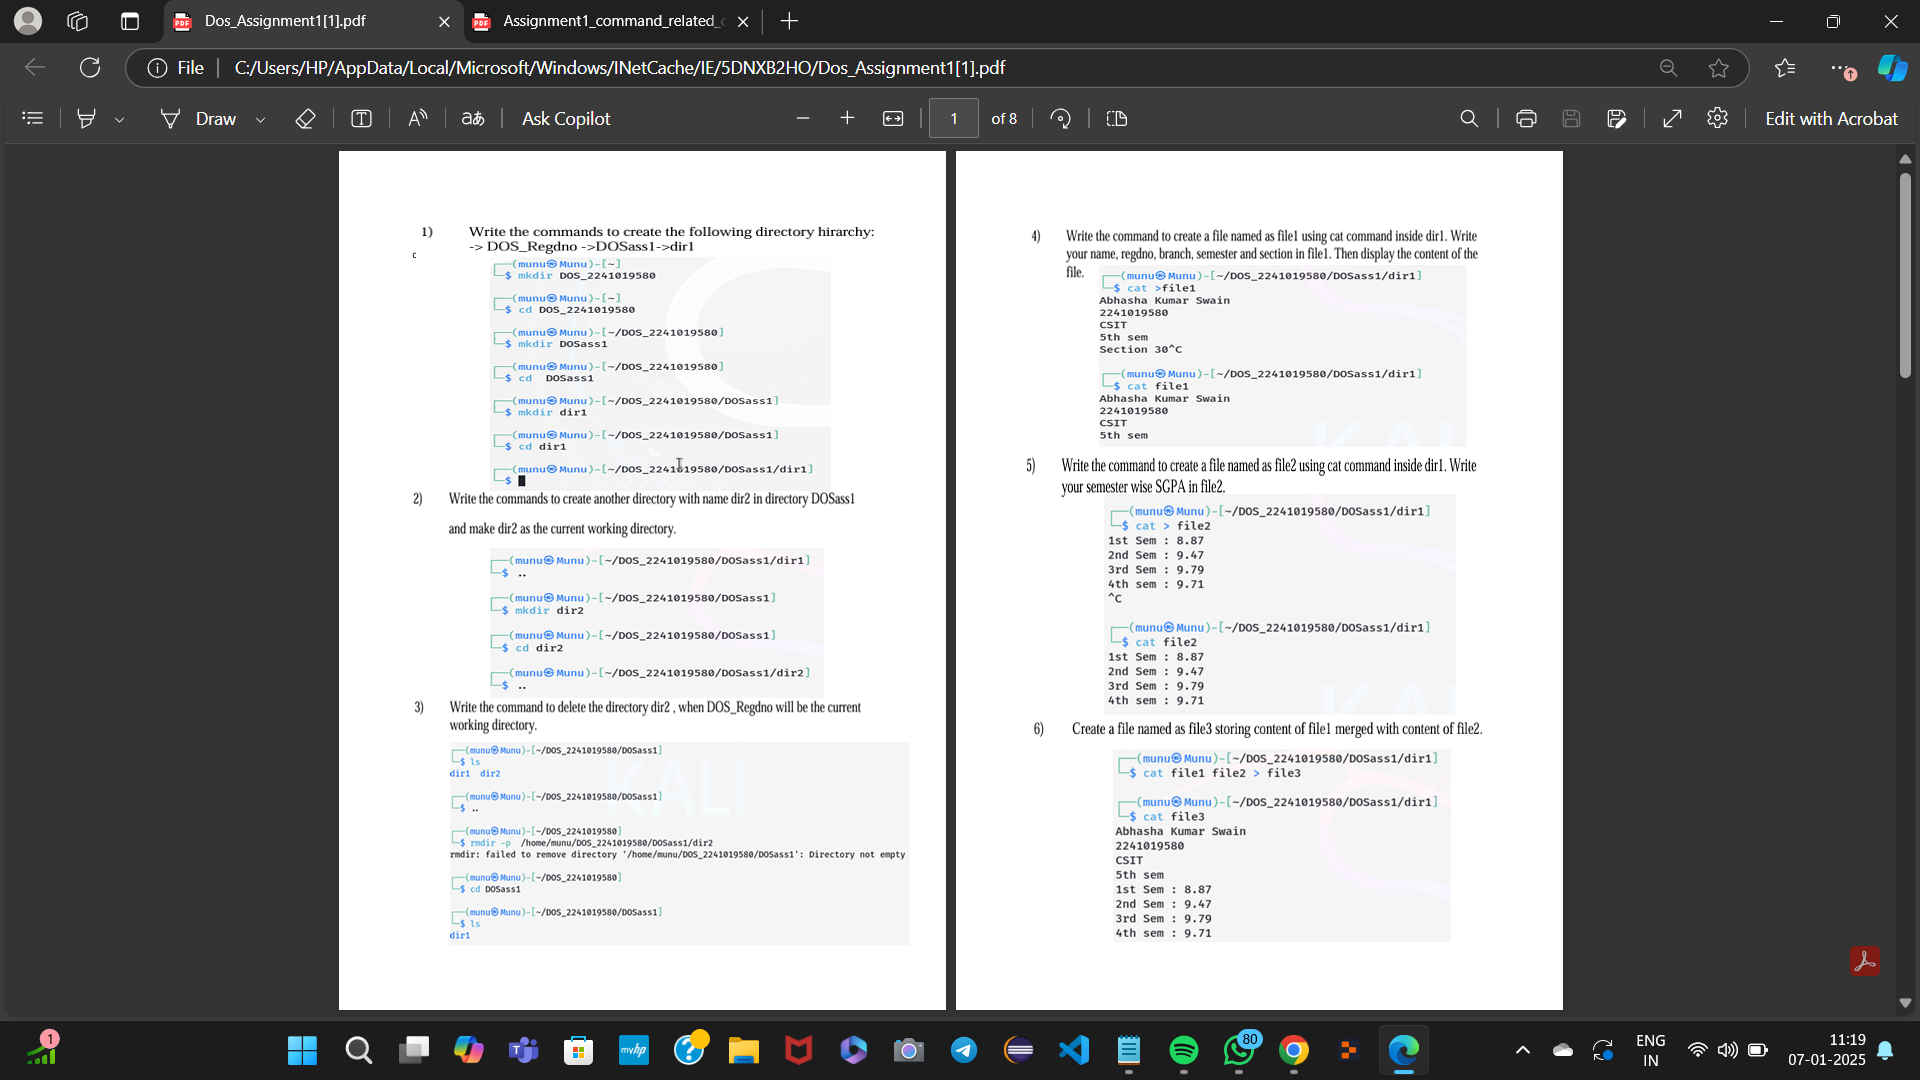 Dos_Assignment1[1].pdf
Assignment1_command_related_
File
C:/Users/HP/AppData/Local/Microsoft/Windows/INetCache/IE/5DNXB2HO/Dos_Assignment1[1].pdf
Draw
Ask Copilot
1 of 8
Edit with Acrobat
1) Write the commands to create the following directory hirarchy:
-> DOS_Regdno ->DOSass1->dir1
c
(munu㉿Munu)-[~]
$ mkdir DOS_2241019580
(munu㉿Munu)-[~]
$ cd DOS_2241019580
(munu㉿Munu)-[~/DOS_2241019580]
$ mkdir DOSass1
(munu㉿Munu)-[~/DOS_2241019580]
$ cd  DOSass1
(munu㉿Munu)-[~/DOS_2241019580/DOSass1]
$ mkdir dir1
(munu㉿Munu)-[~/DOS_2241019580/DOSass1]
$ cd dir1
(munu㉿Munu)-[~/DOS_2241019580/DOSass1/dir1]
$
2) Write the commands to create another directory with name dir2 in directory DOSass1
and make dir2 as the current working directory.
(munu㉿Munu)-[~/DOS_2241019580/DOSass1/dir1]
$ ..
(munu㉿Munu)-[~/DOS_2241019580/DOSass1]
$ mkdir dir2
(munu㉿Munu)-[~/DOS_2241019580/DOSass1]
$ cd dir2
(munu㉿Munu)-[~/DOS_2241019580/DOSass1/dir2]
$ ..
3) Write the command to delete the directory dir2 , when DOS_Regdno will be the current
working directory.
(munu㉿Munu)-[~/DOS_2241019580/DOSass1]
$ ls
dir1  dir2
KALI
(munu㉿Munu)-[~/DOS_2241019580/DOSass1]
$ ..
(munu㉿Munu)-[~/DOS_2241019580]
$ rmdir -p  /home/munu/DOS_2241019580/DOSass1/dir2
rmdir: failed to remove directory '/home/munu/DOS_2241019580/DOSass1': Directory not empty
(munu㉿Munu)-[~/DOS_2241019580]
$ cd DOSass1
(munu㉿Munu)-[~/DOS_2241019580/DOSass1]
$ ls
dir1
4) Write the command to create a file named as file1 using cat command inside dir1. Write
your name, regdno, branch, semester and section in file1. Then display the content of the
file.
(munu㉿Munu)-[~/DOS_2241019580/DOSass1/dir1]
$ cat >file1
Abhasha Kumar Swain
2241019580
CSIT
5th sem
Section 30^C
(munu㉿Munu)-[~/DOS_2241019580/DOSass1/dir1]
$ cat file1
Abhasha Kumar Swain
2241019580
CSIT
5th sem
5) Write the command to create a file named as file2 using cat command inside dir1. Write
your semester wise SGPA in file2.
(munu㉿Munu)-[~/DOS_2241019580/DOSass1/dir1]
$ cat > file2
1st Sem : 8.87
2nd Sem : 9.47
3rd Sem : 9.79
4th sem : 9.71
^C
(munu㉿Munu)-[~/DOS_2241019580/DOSass1/dir1]
$ cat file2
1st Sem : 8.87
2nd Sem : 9.47
3rd Sem : 9.79
4th sem : 9.71
6) Create a file named as file3 storing content of file1 merged with content of file2.
(munu㉿Munu)-[~/DOS_2241019580/DOSass1/dir1]
$ cat file1 file2 > file3
(munu㉿Munu)-[~/DOS_2241019580/DOSass1/dir1]
$ cat file3
Abhasha Kumar Swain
2241019580
CSIT
5th sem
1st Sem : 8.87
2nd Sem : 9.47
3rd Sem : 9.79
4th sem : 9.71
1
myhp
80
ENG
IN
11:19
07-01-2025